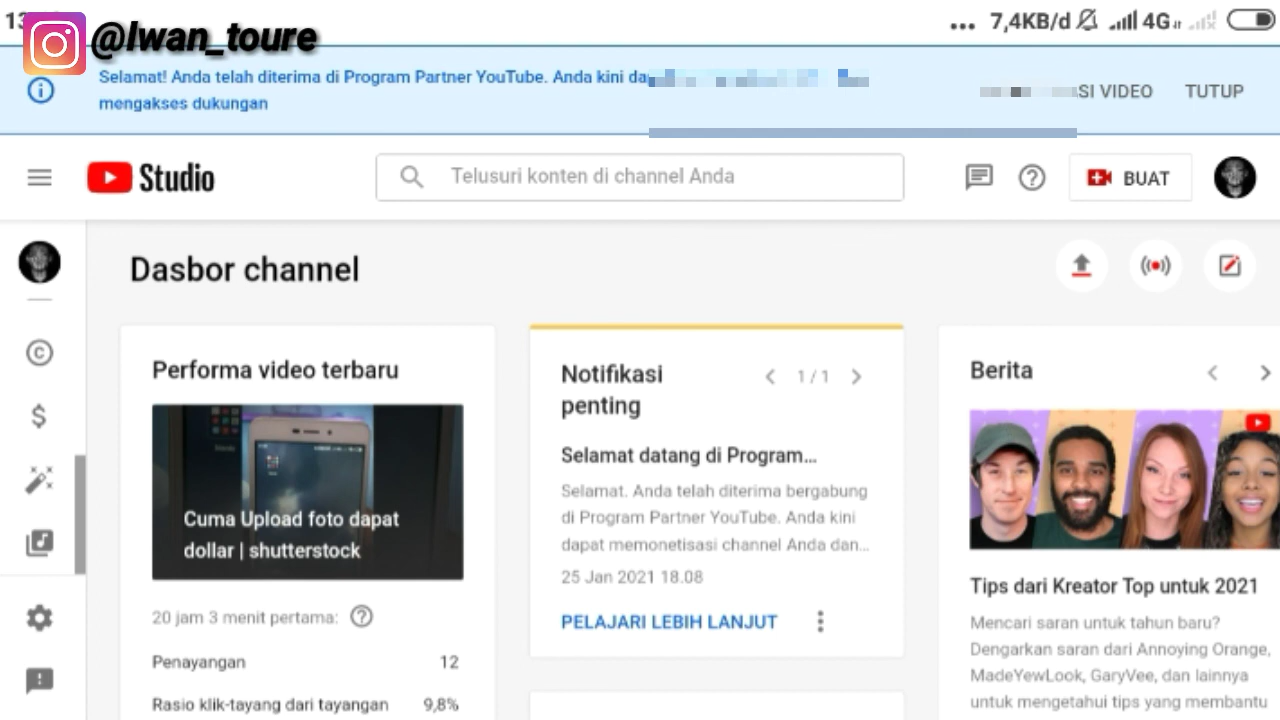 @Iwan_toure
7,4KB/d 4G
Selamat! Anda telah diterima di Program Partner YouTube. Anda kini
mengakses dukungan
SI VIDEO
TUTUP
Studio
Telusuri konten di channel Anda
BUAT
Dasbor channel
Performa video terbaru
Cuma Upload foto dapat
dollar | shutterstock
20 jam 3 menit pertama:
Penayangan 12
Rasio klik-tayang dari tayangan 9,8%
Notifikasi
penting
1 / 1
Selamat datang di Program...
Selamat. Anda telah diterima bergabung
di Program Partner YouTube. Anda kini
dapat memonetisasi channel Anda dan...
25 Jan 2021 18.08
PELAJARI LEBIH LANJUT
Berita
Tips dari Kreator Top untuk 2021
Mencari saran untuk tahun baru?
Dengarkan saran dari Annoying Orange,
MadeYewLook, GaryVee, dan lainnya
untuk mengetahui tips yang membantu